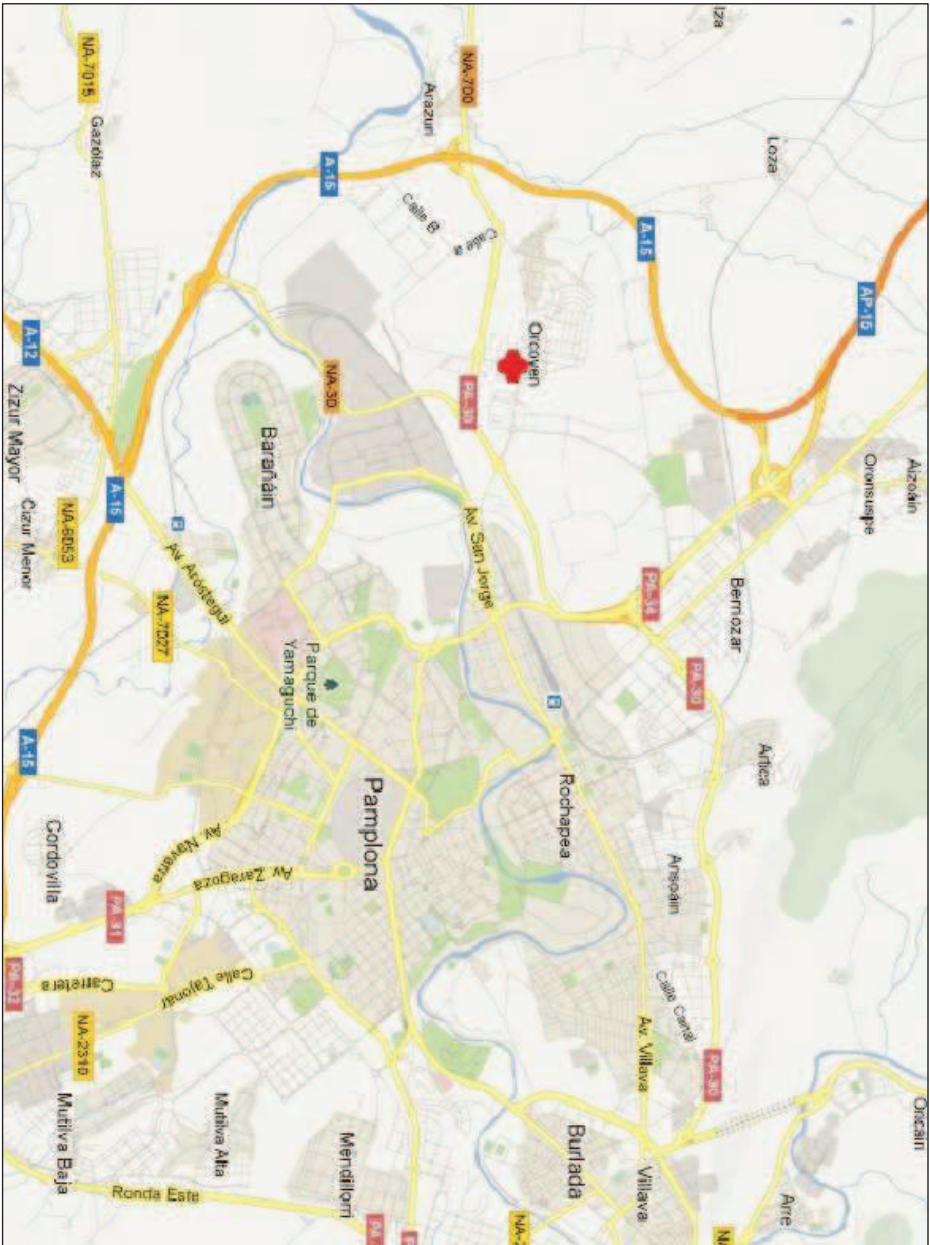 Iza
NA-700
NA-7015
Arazuri
Gazólaz
Loza
A-15
Calle B
Calle a
A-15
AP-15
Orcoyen
A-12
NA-30
PA-30
Zizur Mayor
Barañáin
Aizoáin
Oronsuspe
A-15
Cizur Menor
NA-6053
Av. San Jorge
Av. Aróstegui
PA-34
Berriozar
NA-7027
Parque de
Yamaguchi
PA-30
A-15
Artica
Pamplona
Rochapea
Cordovilla
Av. Navarra
Av. Zaragoza
Ansoáin
PA-31
PA-32
Carretera
Calle Tajonar
Calle Canal
Av. Villava
NA-2310
PA-30
Mutilva Baja
Mutilva Alta
Mendillorri
Burlada
Villava
Oricáin
Arre
Ronda Este